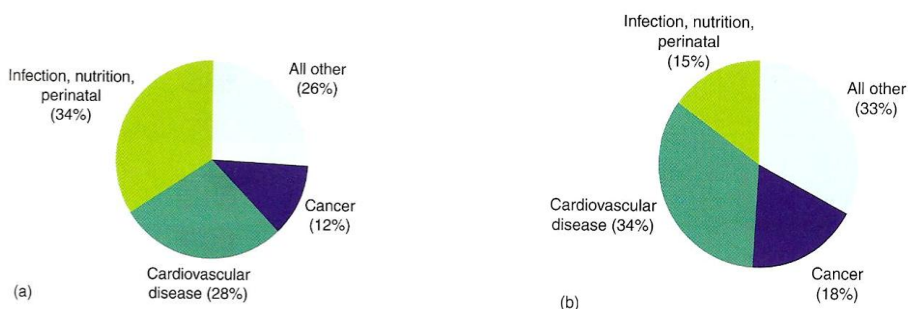 Infection, nutrition,
perinatal
(34%)
All other
(26%)
Cancer
(12%)
Cardiovascular
disease (28%)
(a)
Infection, nutrition,
perinatal
(15%)
All other
(33%)
Cardiovascular
disease (34%)
Cancer
(18%)
(b)